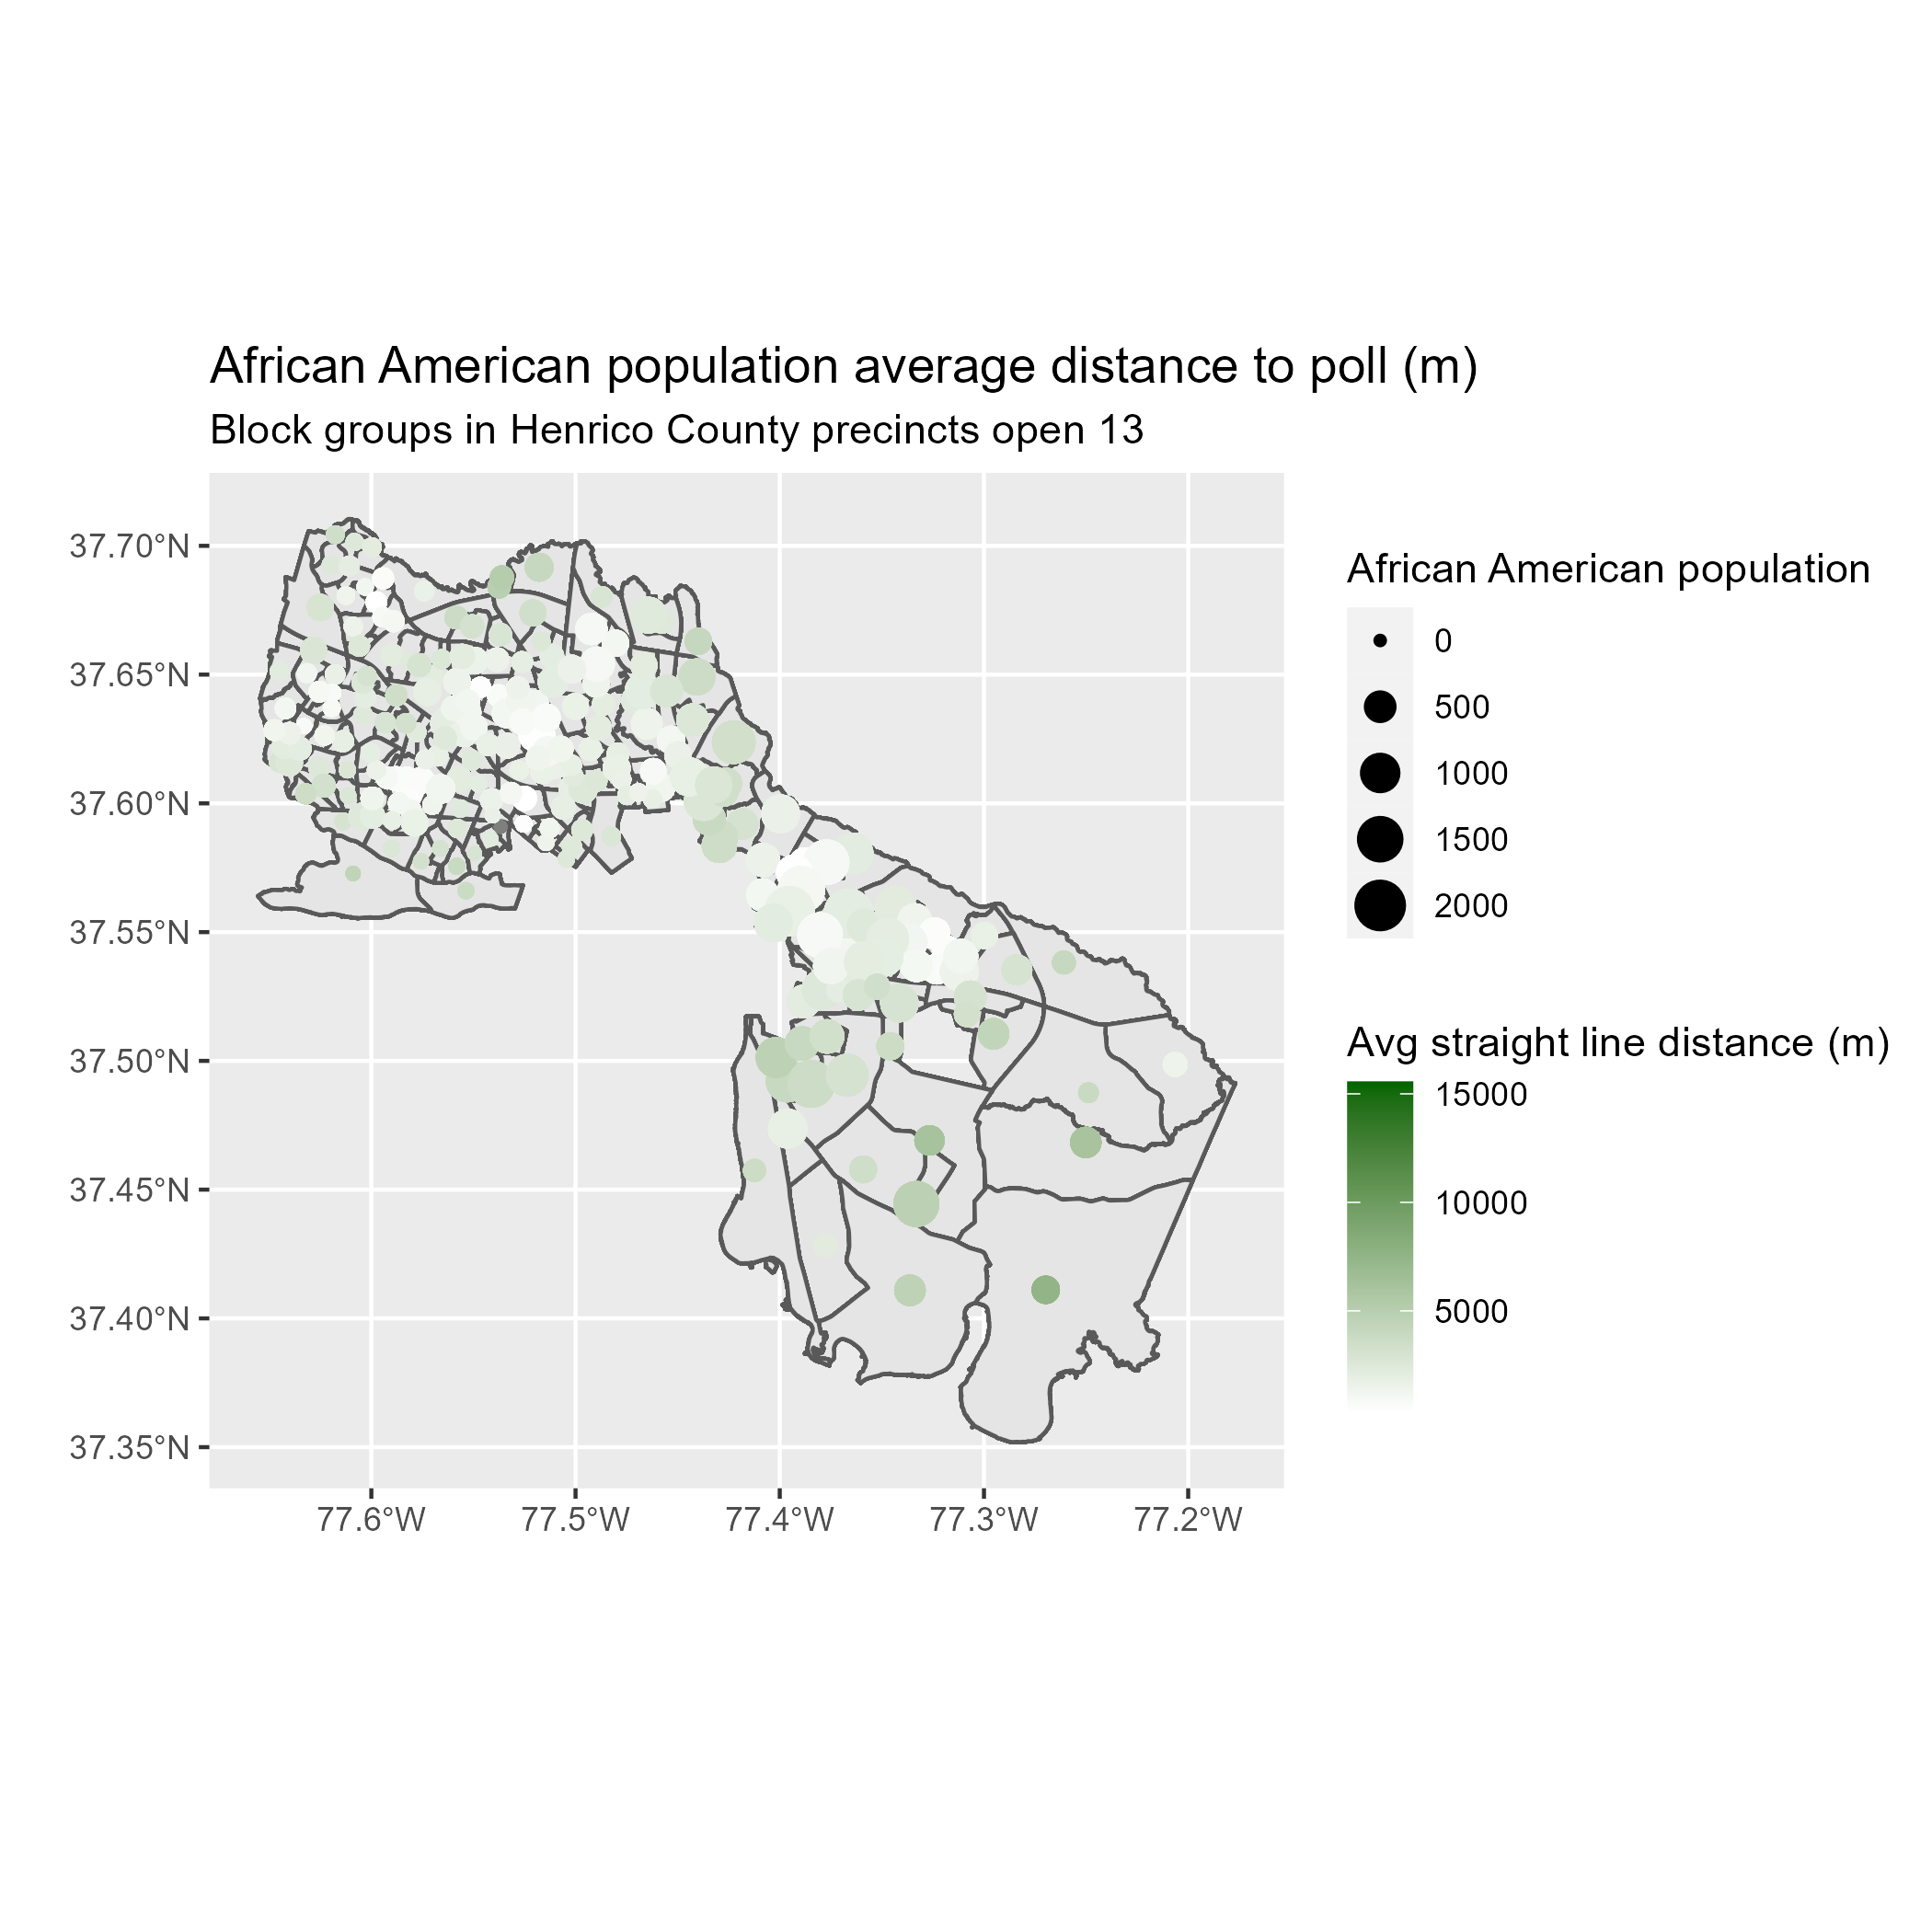 African American population average distance to poll (m)
Block groups in Henrico County precincts open 13
37.70°N
37.65°N
37.60°N
37.55°N
37.50°N
37.45°N
37.40°N
37.35°N
77.6°W
77.5°W
77.4°W
77.3°W
77.2°W
African American population
0
500
1000
1500
2000
Avg straight line distance (m)
15000
10000
5000